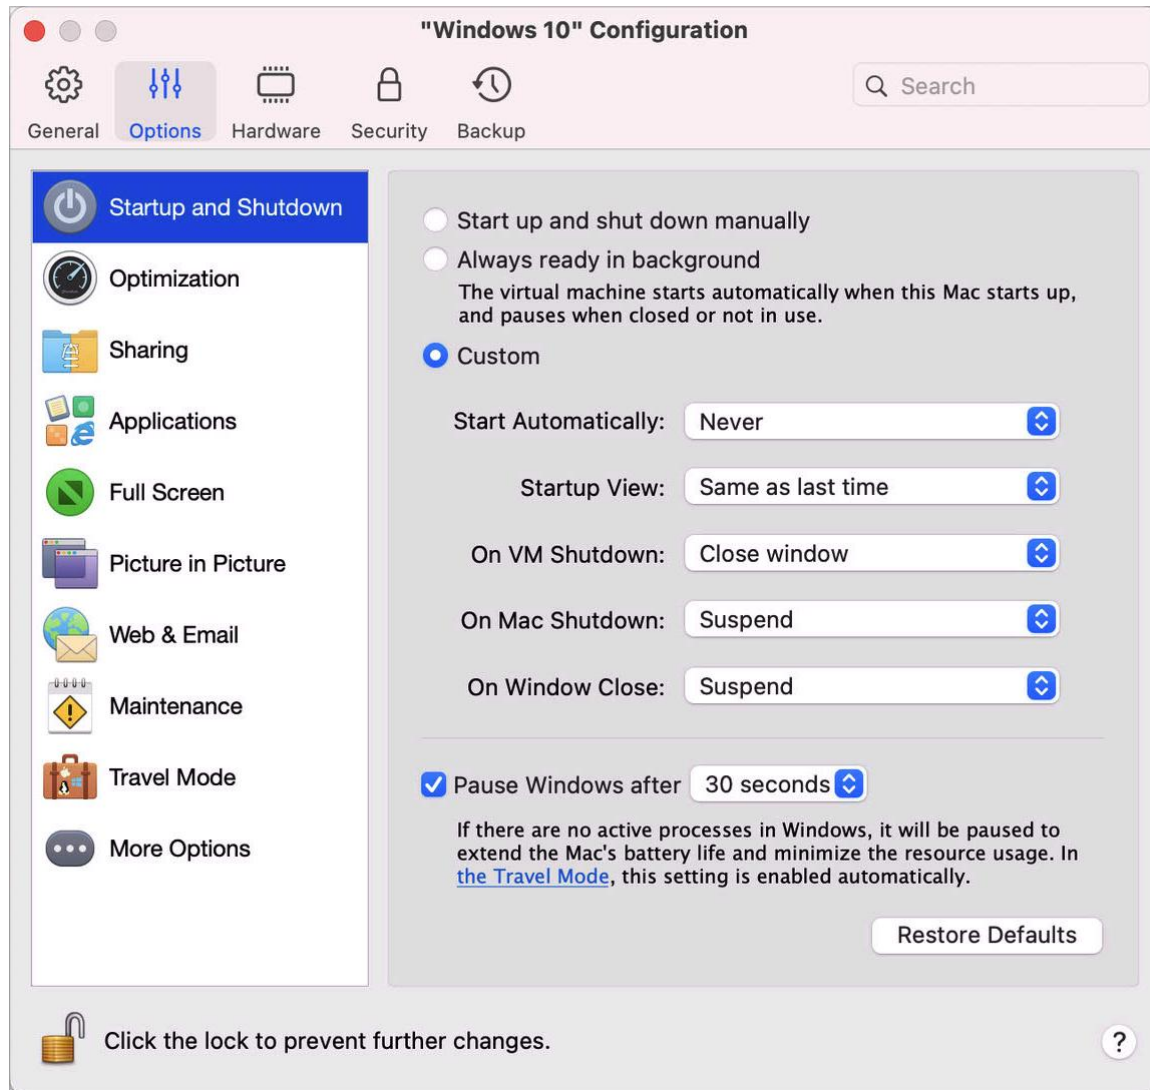 "Windows 10" Configuration
General
Options
Hardware
Security
Backup
Search
Startup and Shutdown
Optimization
Sharing
Applications
Full Screen
Picture in Picture
Web & Email
Maintenance
Travel Mode
More Options
Start up and shut down manually
Always ready in background
The virtual machine starts automatically when this Mac starts up,
and pauses when closed or not in use.
Custom
Start Automatically: Never
Startup View: Same as last time
On VM Shutdown: Close window
On Mac Shutdown: Suspend
On Window Close: Suspend
Pause Windows after 30 seconds
If there are no active processes in Windows, it will be paused to
extend the Mac's battery life and minimize the resource usage. In
the Travel Mode, this setting is enabled automatically.
Restore Defaults
Click the lock to prevent further changes.
?